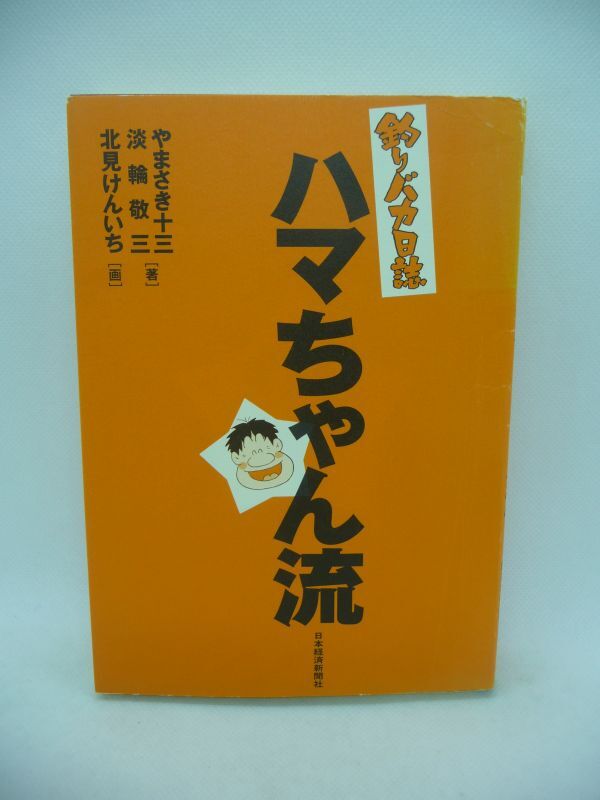 釣りバカ日誌
ハマちゃん流
やまさき十三
淡輪敬三[著]
北見けんいち[画]
日本経済新聞社